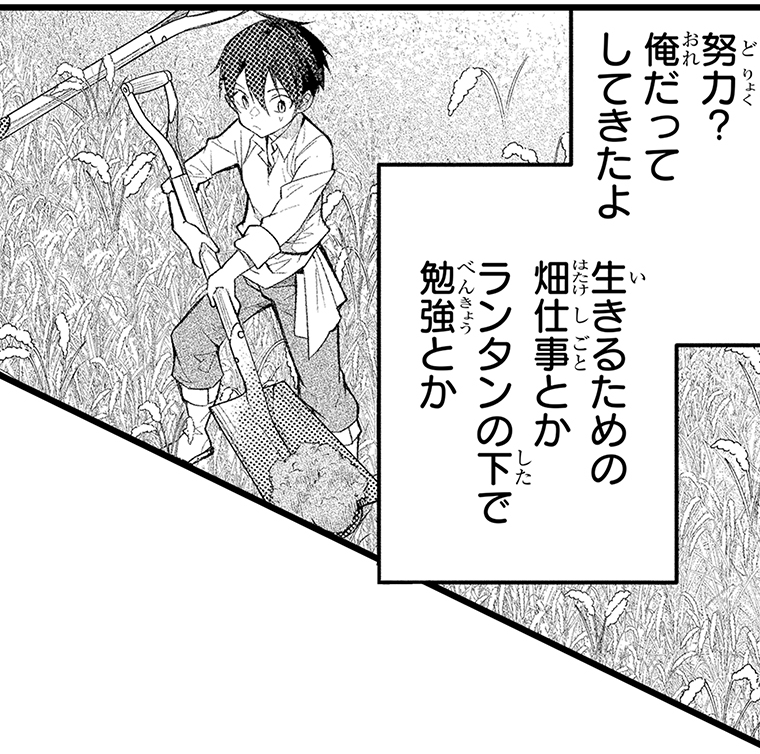 努力?
俺だって
してきたよ
生きるための
畑仕事とか
ランタンの下で
勉強とか